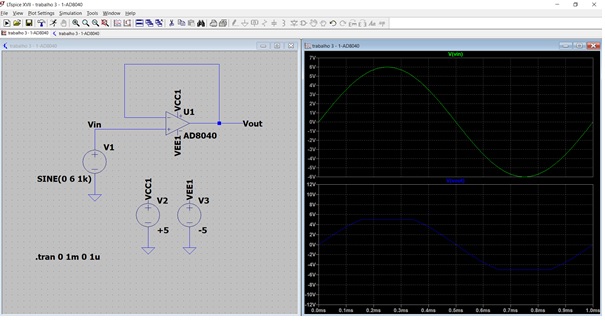 LTspice XVII - trabalho 3 - 1-AD8040
File View Plot Settings Simulation Tools Window Help
trabalho 3 - 1-AD8040 trabalho 3 - 1-AD8040
trabalho 3 - 1-AD8040
Vin
V1
SINE(0 6 1k)
VCC1
U1
AD8040
VEE1
Vout
VCC1
V2
+5
VEE1
V3
-5
.tran 0 1m 0 1u
trabalho 3 - 1-AD8040
V(vin)
7V
6V
5V
4V
3V
2V
1V
0V
-1V
-2V
-3V
-4V
-5V
-6V
12V
10V
8V
6V
4V
2V
0V
-2V
-4V
-6V
-8V
-10V
-12V
0.0ms 0.1ms 0.2ms 0.3ms 0.4ms 0.5ms 0.6ms 0.7ms 0.8ms 0.9ms 1.0ms